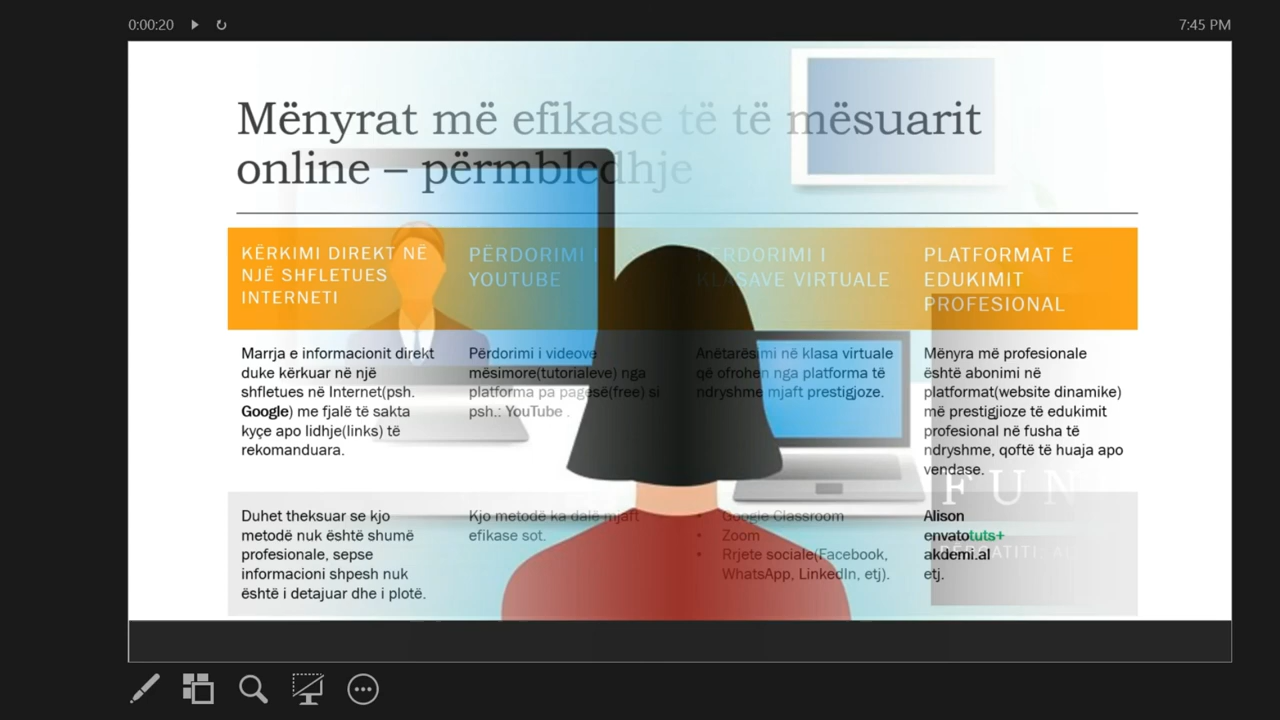 0:00:20
7:45 PM
Mënyrat më efikase të të mësuarit
online – përmbledhje
KËRKIMI DIREKT NË
NJË SHFLETUES
INTERNETI
PËRDORIMI I
YOUTUBE
PËRDORIMI I
KLASAVE VIRTUALE
PLATFORMAT E
EDUKIMIT
PROFESIONAL
Marrja e informacionit direkt
duke kërkuar në një
shfletues në Internet(psh.
Google) me fjalë të sakta
kyçe apo lidhje(links) të
rekomanduara.
Përdorimi i videove
mësimore(tutorialeve) nga
platforma pa pagesë(free) si
psh.: YouTube .
Anëtarësimi në klasa virtuale
që ofrohen nga platforma të
ndryshme mjaft prestigjoze.
Mënyra më profesionale
është abonimi në
platformat(website dinamike)
më prestigjioze të edukimit
profesional në fusha të
ndryshme, qoftë të huaja apo
vendase.
Duhet theksuar se kjo
metodë nuk është shumë
profesionale, sepse
informacioni shpesh nuk
është i detajuar dhe i plotë.
Kjo metodë ka dalë mjaft
efikase sot.
• Google Classroom
• Zoom
• Rrjete sociale(Facebook,
WhatsApp, LinkedIn, etj).
Alison
envatotuts+
akdemi.al
etj.
FUN